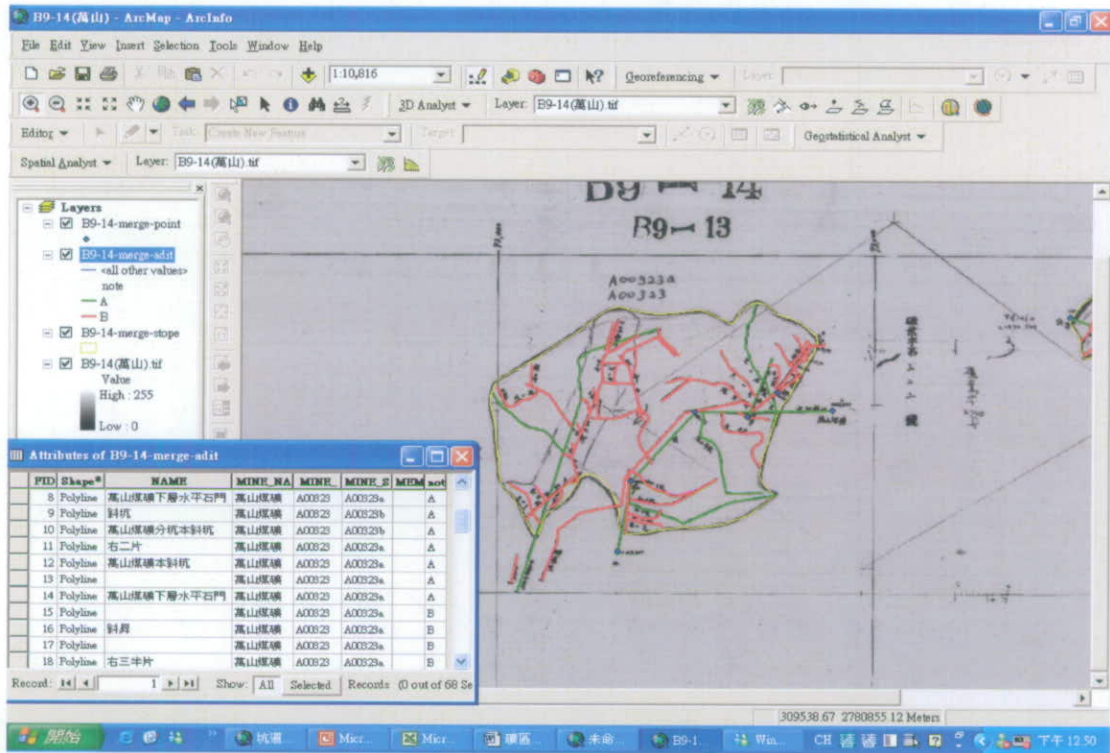 B9-14(萬山) - ArcMap - ArcInfo
File Edit View Insert Selection Tools Window Help
1:10,816 Georeferencing Layer:
3D Analyst Layer: B9-14(萬山).tif
Editor Task: Create New Feature Target: Geostatistical Analyst
Spatial Analyst Layer: B9-14(萬山).tif
Layers
B9-14-merge-point
B9-14-merge-adit
<all other values>
note
A
B
B9-14-merge-stope
B9-14(萬山).tif
Value
High : 255
Low : 0
B9-14
B9-13
A00323a
A00323
Attributes of B9-14-merge-adit
FID Shape* NAME MINE_NA MINE_ MINE_S MEM not
8 Polyline 萬山煤礦下層水平石門 萬山煤礦 A00323 A00323a A
9 Polyline 斜坑 萬山煤礦 A00323 A00323b A
10 Polyline 萬山煤礦分坑本斜坑 萬山煤礦 A00323 A00323b A
11 Polyline 右二片 萬山煤礦 A00323 A00323a A
12 Polyline 萬山煤礦本斜坑 萬山煤礦 A00323 A00323a A
13 Polyline 萬山煤礦 A00323 A00323a A
14 Polyline 萬山煤礦下層水平石門 萬山煤礦 A00323 A00323a A
15 Polyline 萬山煤礦 A00323 A00323a B
16 Polyline 斜昇 萬山煤礦 A00323 A00323a B
17 Polyline 萬山煤礦 A00323 A00323a B
18 Polyline 右三半片 萬山煤礦 A00323 A00323a B
Record: 1 Show: All Selected Records (0 out of 68 Se
309538.67 2780855.12 Meters
開始 坑道... Micr... Micr... 礦區... 未命... B9-1... Win... CH 下午 12:50